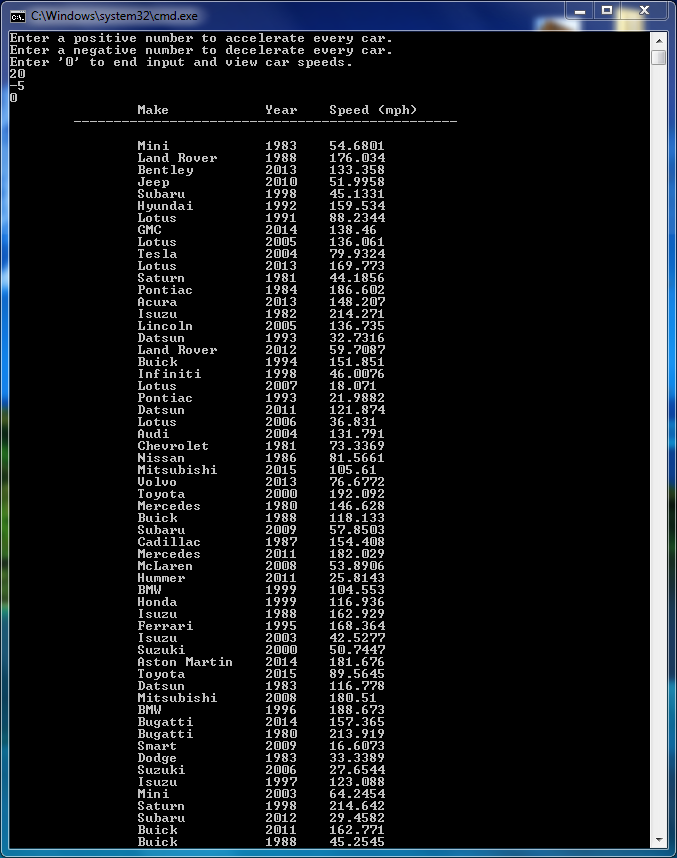 C:\Windows\system32\cmd.exe
Enter a positive number to accelerate every car.
Enter a negative number to decelerate every car.
Enter '0' to end input and view car speeds.
20
-5
0
Make Year Speed (mph)
Mini 1983 54.6801
Land Rover 1988 176.034
Bentley 2013 133.358
Jeep 2010 51.9958
Subaru 1998 45.1331
Hyundai 1992 159.534
Lotus 1991 88.2344
GMC 2014 138.46
Lotus 2005 136.061
Tesla 2004 79.9324
Lotus 2013 169.773
Saturn 1981 44.1856
Pontiac 1984 186.602
Acura 2013 148.207
Isuzu 1982 214.271
Lincoln 2005 136.735
Datsun 1993 32.7316
Land Rover 2012 59.7087
Buick 1994 151.851
Infiniti 1998 46.0076
Lotus 2007 18.071
Pontiac 1993 21.9882
Datsun 2011 121.874
Lotus 2006 36.831
Audi 2004 131.791
Chevrolet 1981 73.3369
Nissan 1986 81.5661
Mitsubishi 2015 105.61
Volvo 2013 76.6772
Toyota 2000 192.092
Mercedes 1980 146.628
Buick 1988 118.133
Subaru 2009 57.8503
Cadillac 1987 154.408
Mercedes 2011 182.029
McLaren 2008 53.8906
Hummer 2011 25.8143
BMW 1999 104.553
Honda 1999 116.936
Isuzu 1988 162.929
Ferrari 1995 168.364
Isuzu 2003 42.5277
Suzuki 2000 50.7447
Aston Martin 2014 181.676
Toyota 2015 89.5645
Datsun 1983 116.778
Mitsubishi 2008 180.51
BMW 1996 188.673
Bugatti 2014 157.365
Bugatti 1980 213.919
Smart 2009 16.6073
Dodge 1983 33.3389
Suzuki 2006 27.6544
Isuzu 1997 123.088
Mini 2003 64.2454
Saturn 1998 214.642
Subaru 2012 29.4582
Buick 2011 162.771
Buick 1988 45.2545